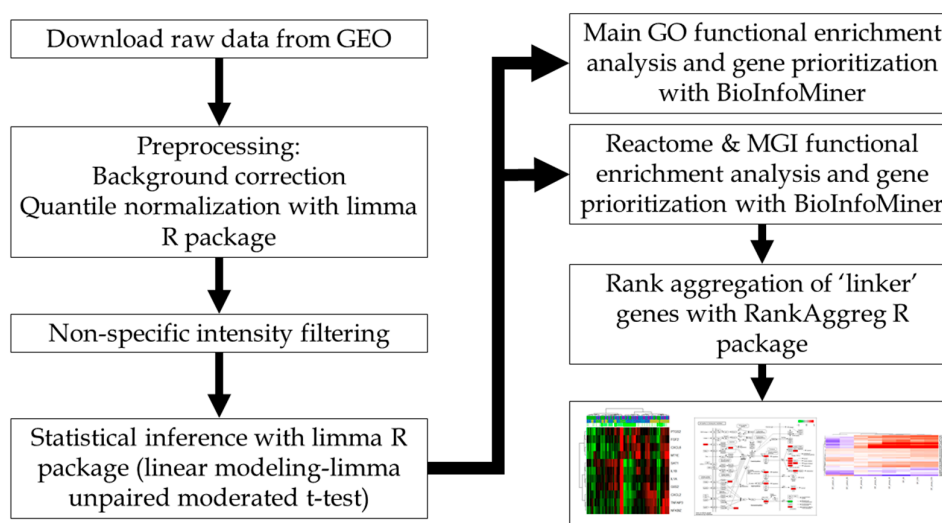 Download raw data from GEO
Preprocessing:
Background correction
Quantile normalization with limma
R package
Non-specific intensity filtering
Statistical inference with limma R
package (linear modeling-limma
unpaired moderated t-test)
Main GO functional enrichment
analysis and gene prioritization
with BioInfoMiner
Reactome & MGI functional
enrichment analysis and gene
prioritization with BioInfoMiner
Rank aggregation of ‘linker’
genes with RankAggreg R
package